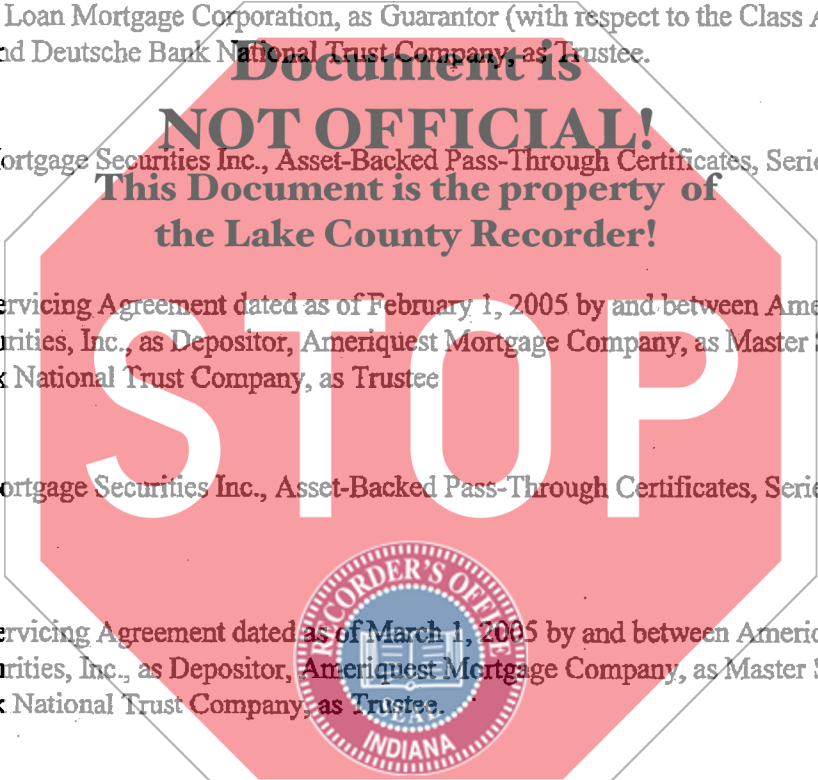 Loan Mortgage Corporation, as Guarantor (with respect to the Class
nd Deutsche Bank National Trust Company, as Trustee.
Document is
NOT OFFICIAL!
ortgage Securities Inc., Asset-Backed Pass-Through Certificates, Serie
This Document is the property of
the Lake County Recorder!
ervicing Agreement dated as of February 1, 2005 by and between Ame
rities, Inc., as Depositor, Ameriquest Mortgage Company, as Master
National Trust Company, as Trustee
STOP
ortgage Securities Inc., Asset-Backed Pass-Through Certificates, Serie
ervicing Agreement dated as of March 1, 2005 by and between Americ
rities, Inc., as Depositor, Ameriquest Mortgage Company, as Master
National Trust Company, as Trustee.
RECORDER'S OFFICE
SEAL
INDIANA